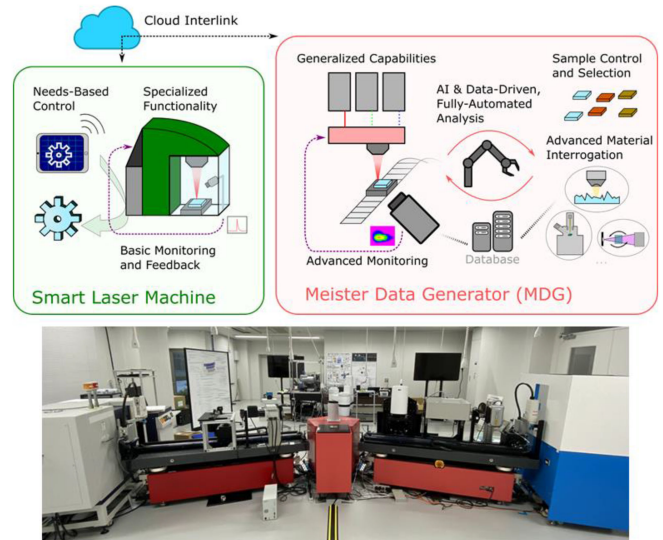 Cloud Interlink
Needs-Based
Control
Specialized
Functionality
Basic Monitoring
and Feedback
Smart Laser Machine
Generalized Capabilities
AI & Data-Driven,
Fully-Automated
Analysis
Sample Control
and Selection
Advanced Material
Interrogation
...
Advanced Monitoring
Database
Meister Data Generator (MDG)